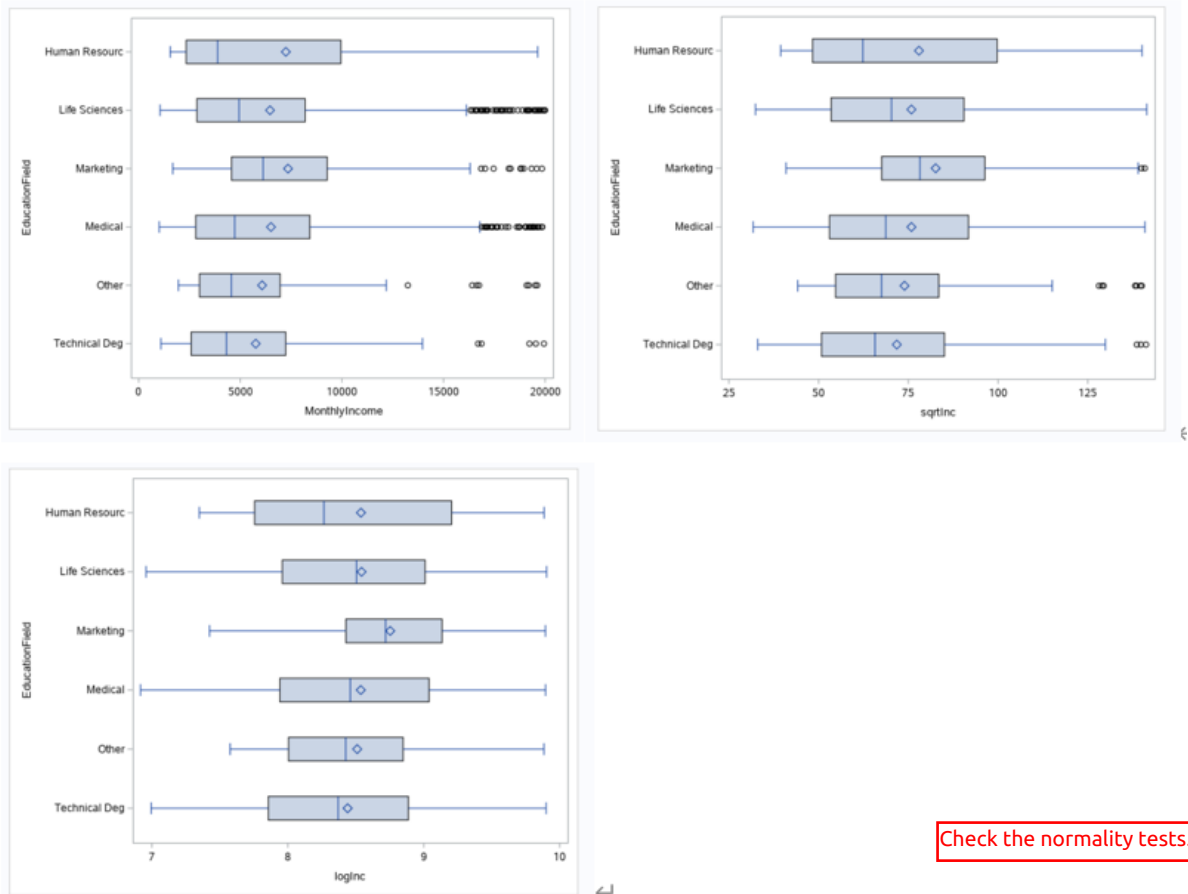 Human Resourc
Life Sciences
Marketing
Medical
Other
Technical Deg
EducationField
0 5000 10000 15000 20000
MonthlyIncome
Human Resourc
Life Sciences
Marketing
Medical
Other
Technical Deg
EducationField
25 50 75 100 125
sqrtInc
Human Resourc
Life Sciences
Marketing
Medical
Other
Technical Deg
EducationField
7 8 9 10
logInc
Check the normality tests.